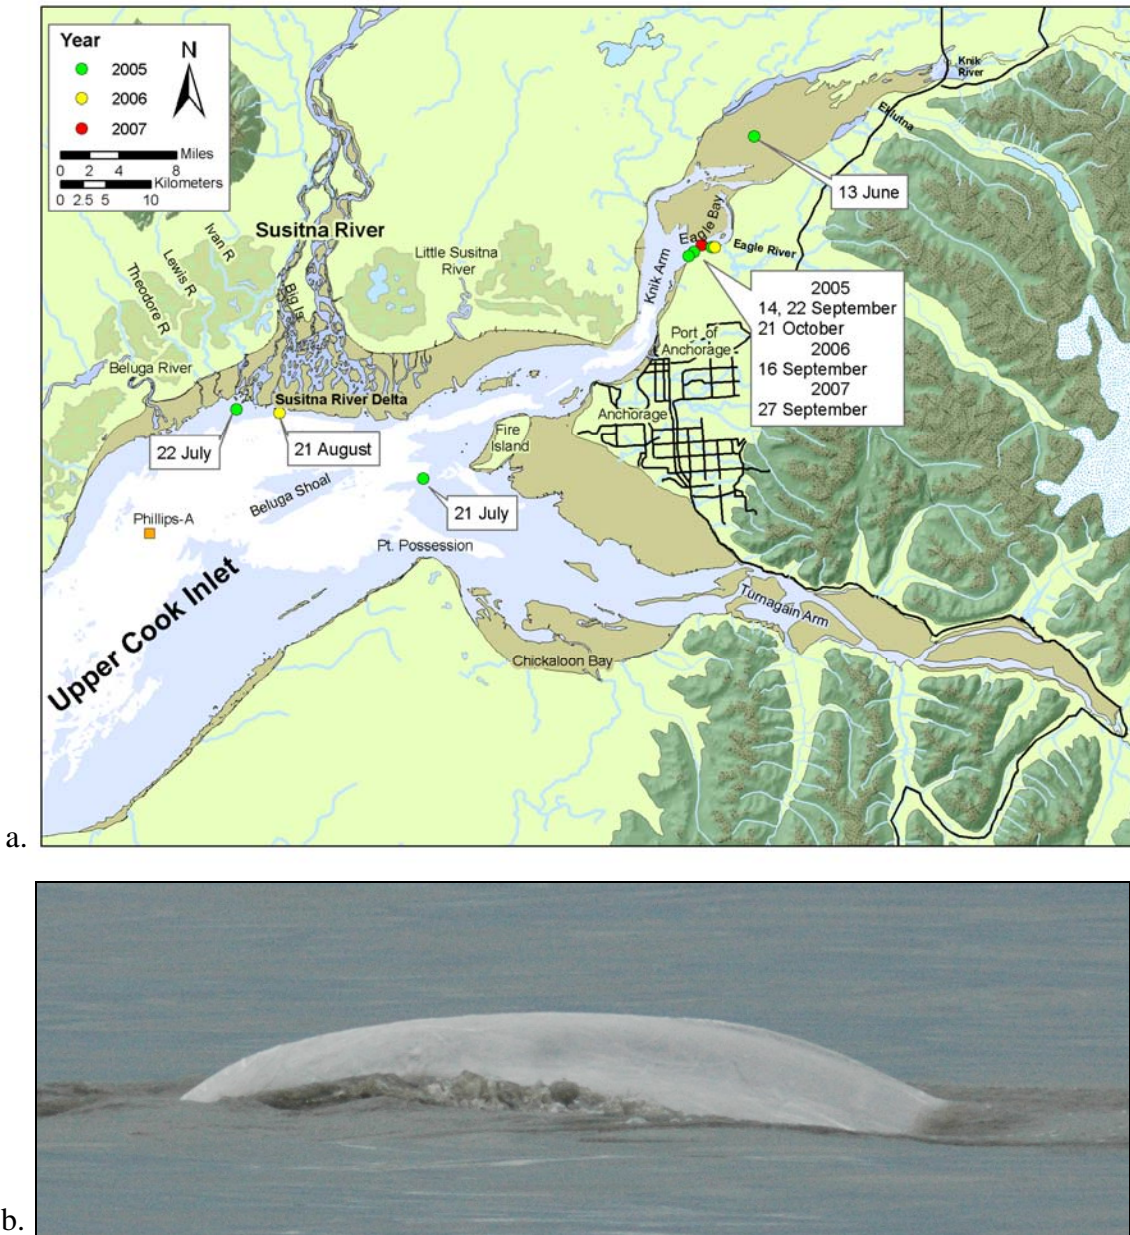 Year
N
2005
2006
2007
Miles
0 2 4 8
Kilometers
0 2.5 5 10
Knik
River
Eklutna
13 June
Susitna River
Ivan R
Lewis R
Theodore R
Big Is
Little Susitna
River
Eagle Bay
Eagle River
Knik Arm
2005
14, 22 September
21 October
2006
16 September
2007
27 September
Port of
Anchorage
Beluga River
Susitna River Delta
Anchorage
22 July
21 August
Fire
Island
Beluga Shoal
21 July
Phillips-A
Pt. Possession
Upper Cook Inlet
Turnagain Arm
Chickaloon Bay
a.
b.